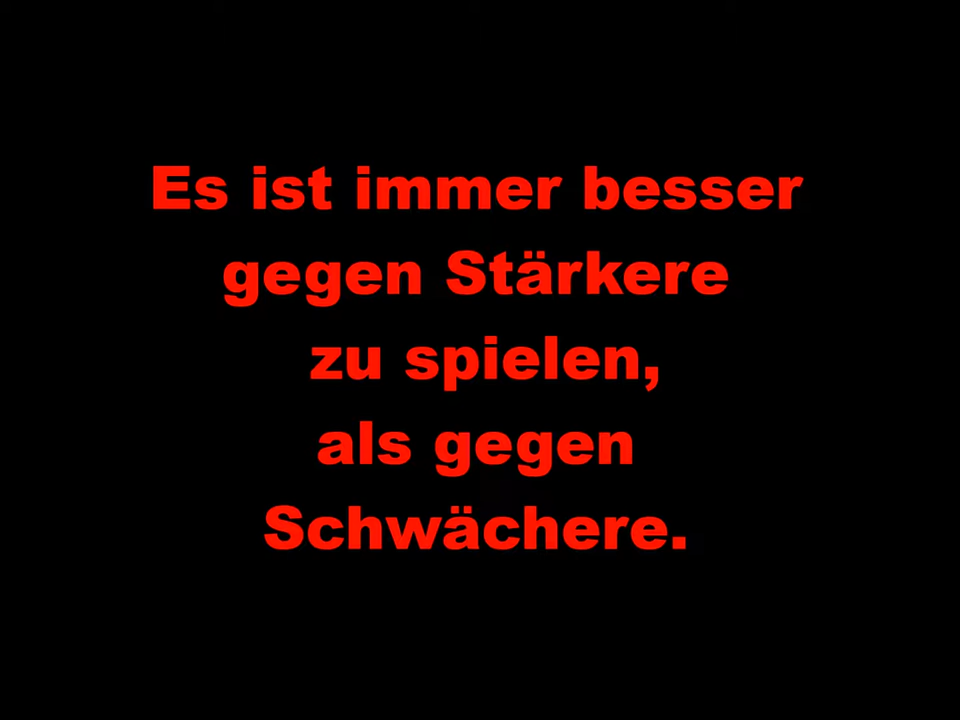 Es ist immer besser
gegen Stärkere
zu spielen,
als gegen
Schwächere.